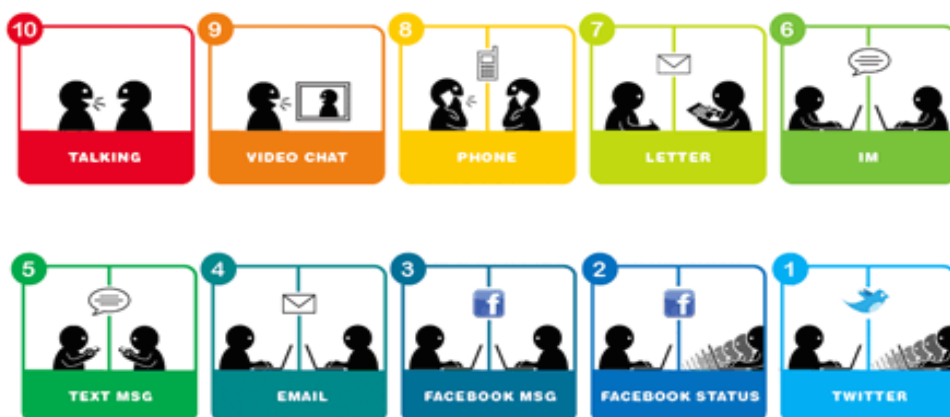 10
TALKING
9
VIDEO CHAT
8
PHONE
7
LETTER
6
IM
5
TEXT MSG
4
EMAIL
3
FACEBOOK MSG
2
FACEBOOK STATUS
1
TWITTER